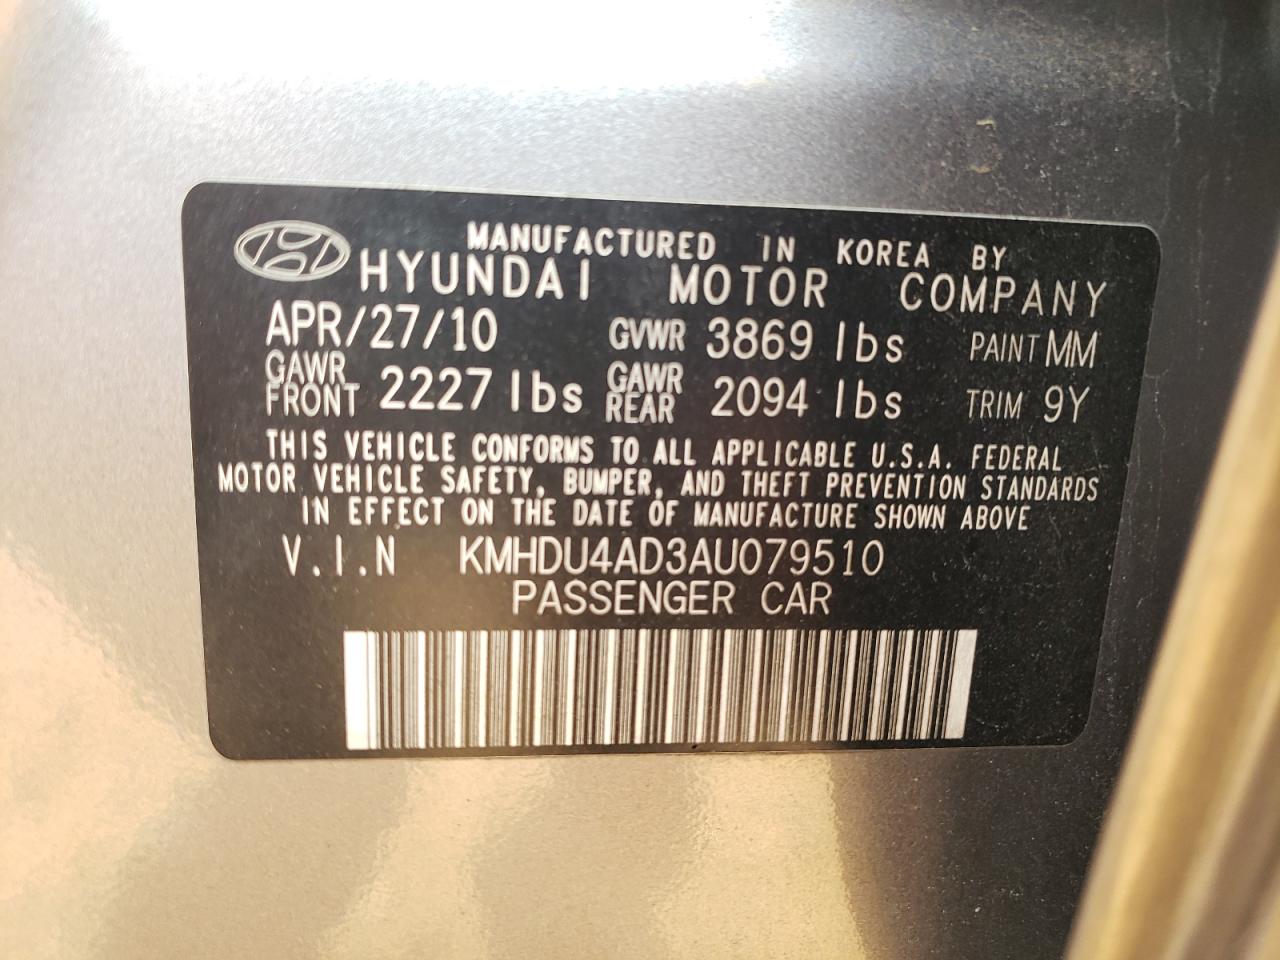 MANUFACTURED IN KOREA BY
HYUNDAI MOTOR COMPANY
APR/27/10 GVWR 3869 lbs PAINT MM
GAWR FRONT 2227 lbs GAWR REAR 2094 lbs TRIM 9Y
THIS VEHICLE CONFORMS TO ALL APPLICABLE U.S.A. FEDERAL
MOTOR VEHICLE SAFETY, BUMPER, AND THEFT PREVENTION STANDARDS
IN EFFECT ON THE DATE OF MANUFACTURE SHOWN ABOVE
V.I.N KMHDU4AD3AU079510
PASSENGER CAR